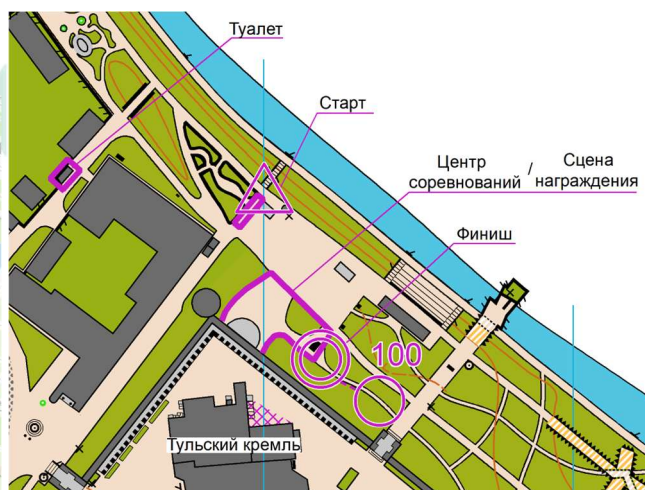 Туалет
Старт
Центр
соревнований
/
Сцена
награждения
Финиш
100
Тульский кремль